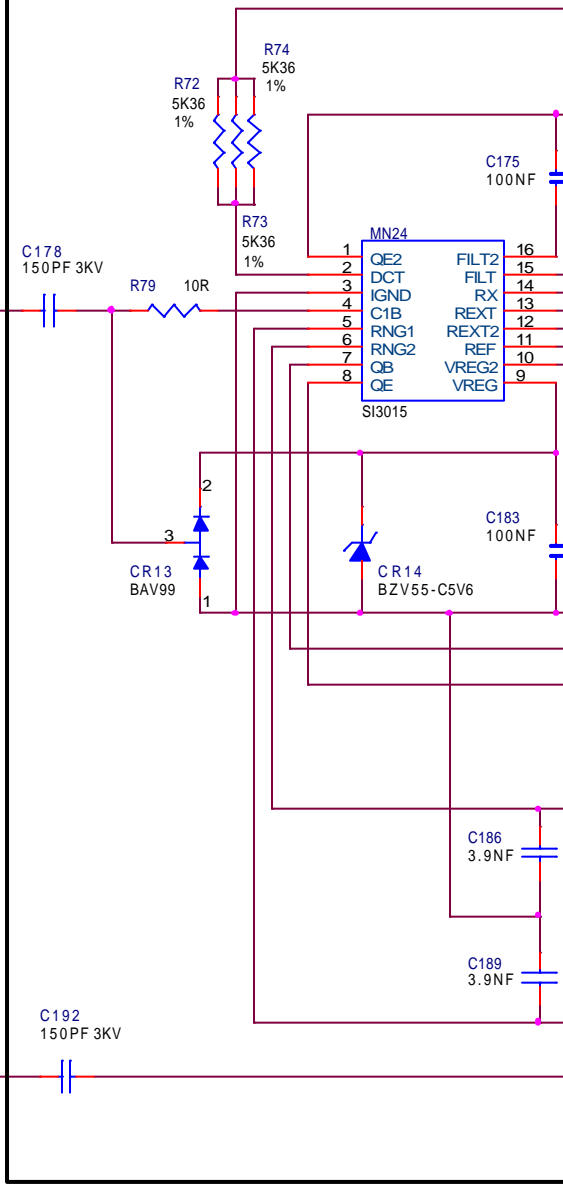 R74
5K36
1%
R72
5K36
1%
R73
5K36
1%
C175
100NF
C178
150PF 3KV
R79 10R
MN24
1 QE2 FILT2 16
2 DCT FILT 15
3 IGND RX 14
4 C1B REXT 13
5 RNG1 REXT2 12
6 RNG2 REF 11
7 QB VREG2 10
8 QE VREG 9
SI3015
2
3
1
CR13
BAV99
CR14
BZV55-C5V6
C183
100NF
C186
3.9NF
C189
3.9NF
C192
150PF 3KV